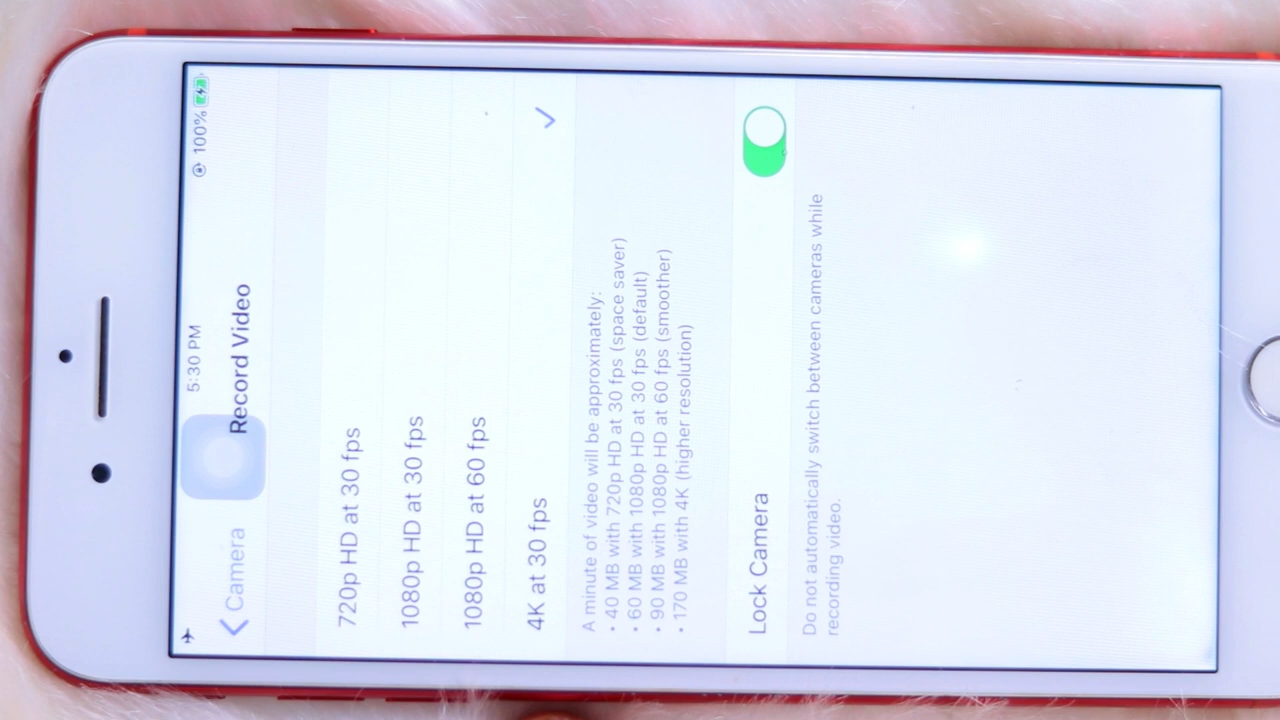 5:30 PM
100%
Camera
Record Video
720p HD at 30 fps
1080p HD at 30 fps
1080p HD at 60 fps
4K at 30 fps
A minute of video will be approximately:
• 40 MB with 720p HD at 30 fps (space saver)
• 60 MB with 1080p HD at 30 fps (default)
• 90 MB with 1080p HD at 60 fps (smoother)
• 170 MB with 4K (higher resolution)
Lock Camera
Do not automatically switch between cameras while
recording video.